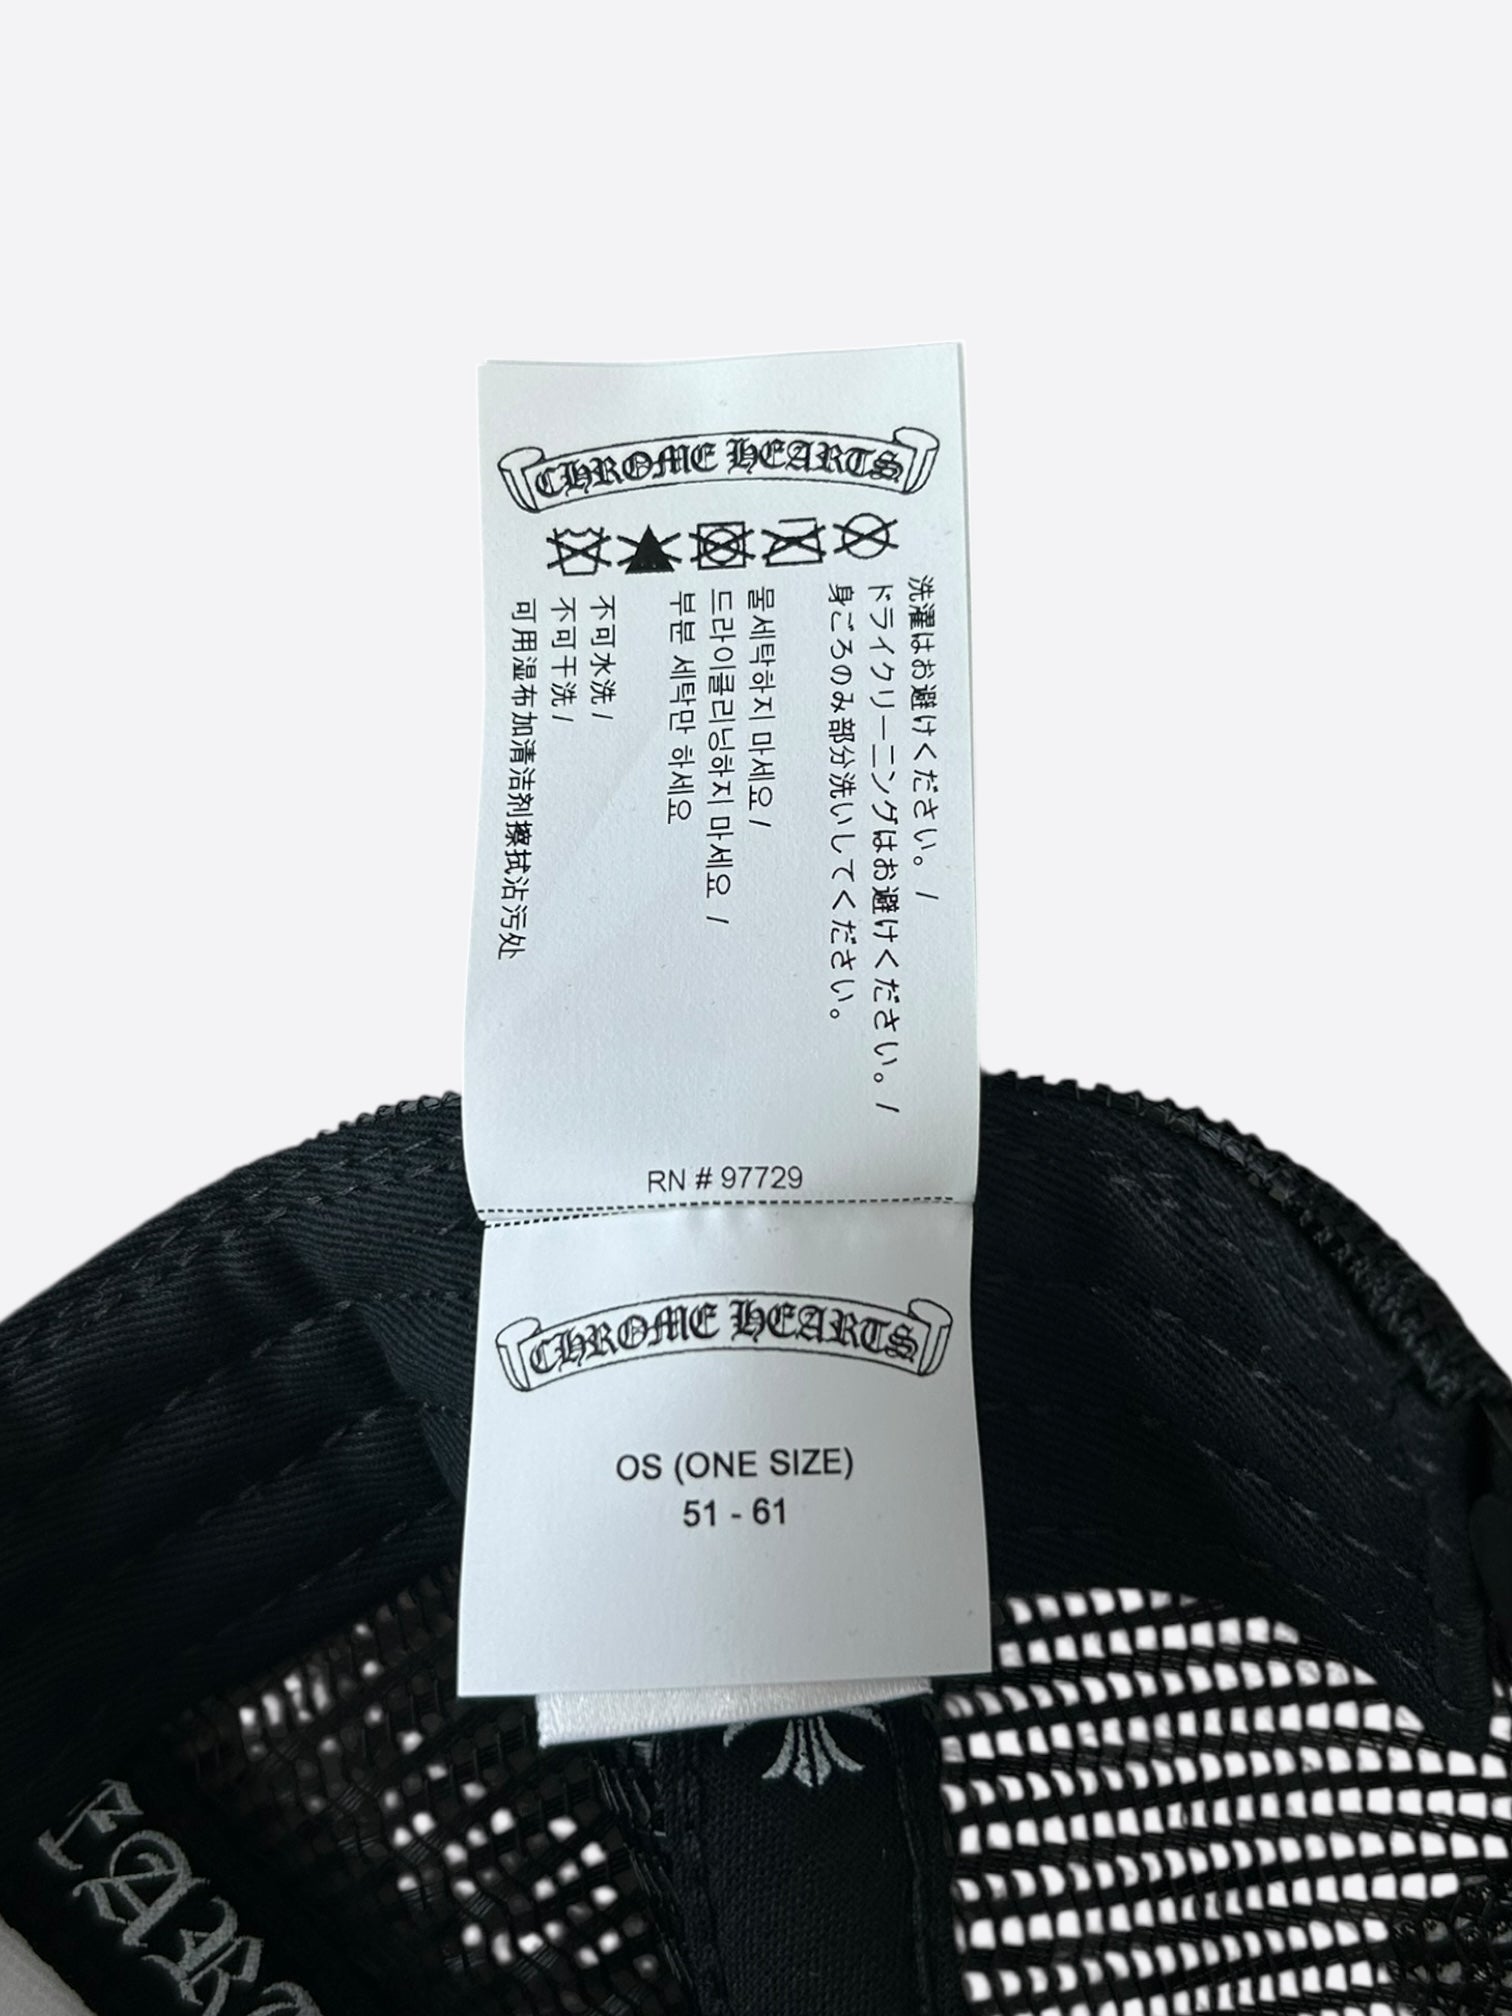 CHROME HEARTS
洗濯はお避けください。/
ドライクリーニングはお避けください。/
身ごろのみ部分洗いしてください。
물세탁하지 마세요 /
드라이클리닝하지 마세요 /
부분 세탁만 하세요
不可水洗 /
不可干洗 /
可用湿布加清洁剂擦拭沾污处
RN # 97729
CHROME HEARTS
OS (ONE SIZE)
51 - 61